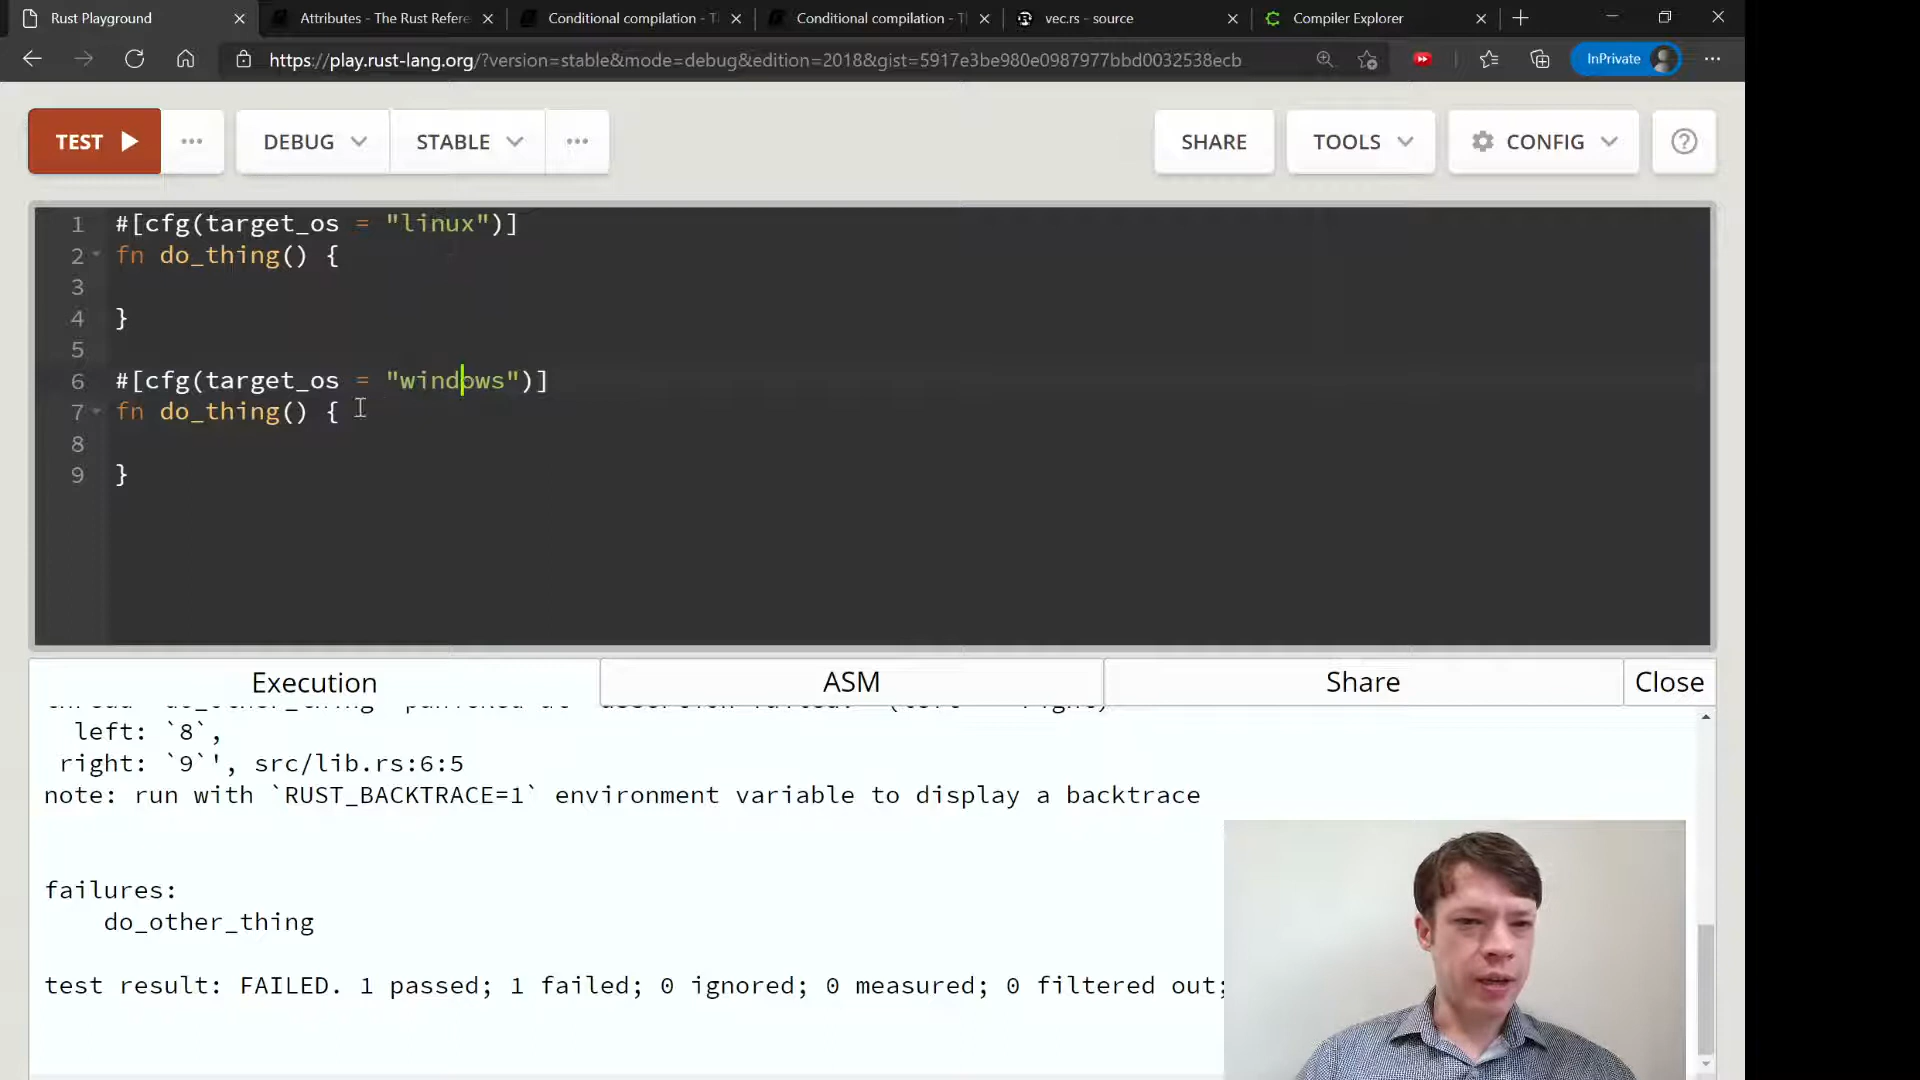 Rust Playground
Attributes - The Rust Refere
Conditional compilation - T
Conditional compilation - T
vec.rs - source
Compiler Explorer
https://play.rust-lang.org/?version=stable&mode=debug&edition=2018&gist=5917e3be980e0987977bbd0032538ecb
InPrivate
TEST
DEBUG
STABLE
SHARE
TOOLS
CONFIG
1 #[cfg(target_os = "linux")]
2 fn do_thing() {
3
4 }
5
6 #[cfg(target_os = "windows")]
7 fn do_thing() {
8
9 }
Execution
ASM
Share
Close
left: `8`,
right: `9`', src/lib.rs:6:5
note: run with `RUST_BACKTRACE=1` environment variable to display a backtrace
failures:
do_other_thing
test result: FAILED. 1 passed; 1 failed; 0 ignored; 0 measured; 0 filtered out;